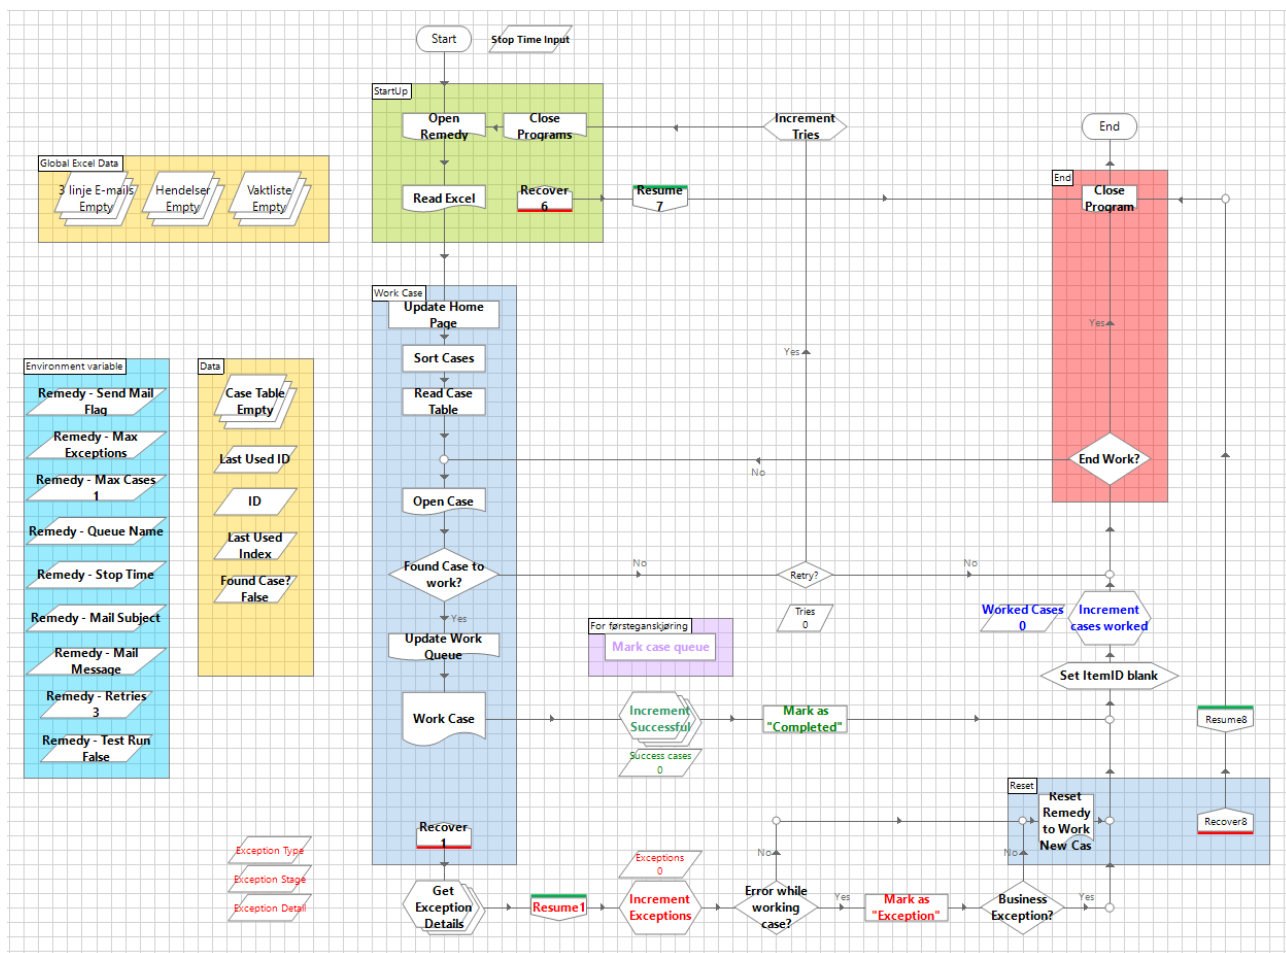 Start
Stop Time Input
StartUp
Open
Remedy
Close
Programs
Increment
Tries
End
Global Excel Data
3 linje E-mails
Empty
Hendelser
Empty
Vaktliste
Empty
Read Excel
Recover
6
Resume
7
End
Close
Program
Work Case
Update Home
Page
Sort Cases
Read Case
Table
Yes
Yes
Environment variable
Remedy - Send Mail
Flag
Remedy - Max
Exceptions
Remedy - Max Cases
1
Remedy - Queue Name
Remedy - Stop Time
Remedy - Mail Subject
Remedy - Mail
Message
Remedy - Retries
3
Remedy - Test Run
False
Data
Case Table
Empty
Last Used ID
ID
Last Used
Index
Found Case?
False
End Work?
No
Open Case
Found Case to
work?
No
Retry?
No
Yes
Tries
0
Worked Cases
0
Increment
cases worked
Update Work
Queue
For førsteganskjøring
Mark case queue
Set ItemID blank
Work Case
Increment
Successful
Mark as
"Completed"
Success cases
0
Resume8
Reset
Reset
Remedy
to Work
New Cas
Recover8
Recover
1
Exception Type
Exception Stage
Exception Detail
Exceptions
0
No
No
Get
Exception
Details
Resume1
Increment
Exceptions
Error while
working
case?
Yes
Mark as
"Exception"
Business
Exception?
Yes